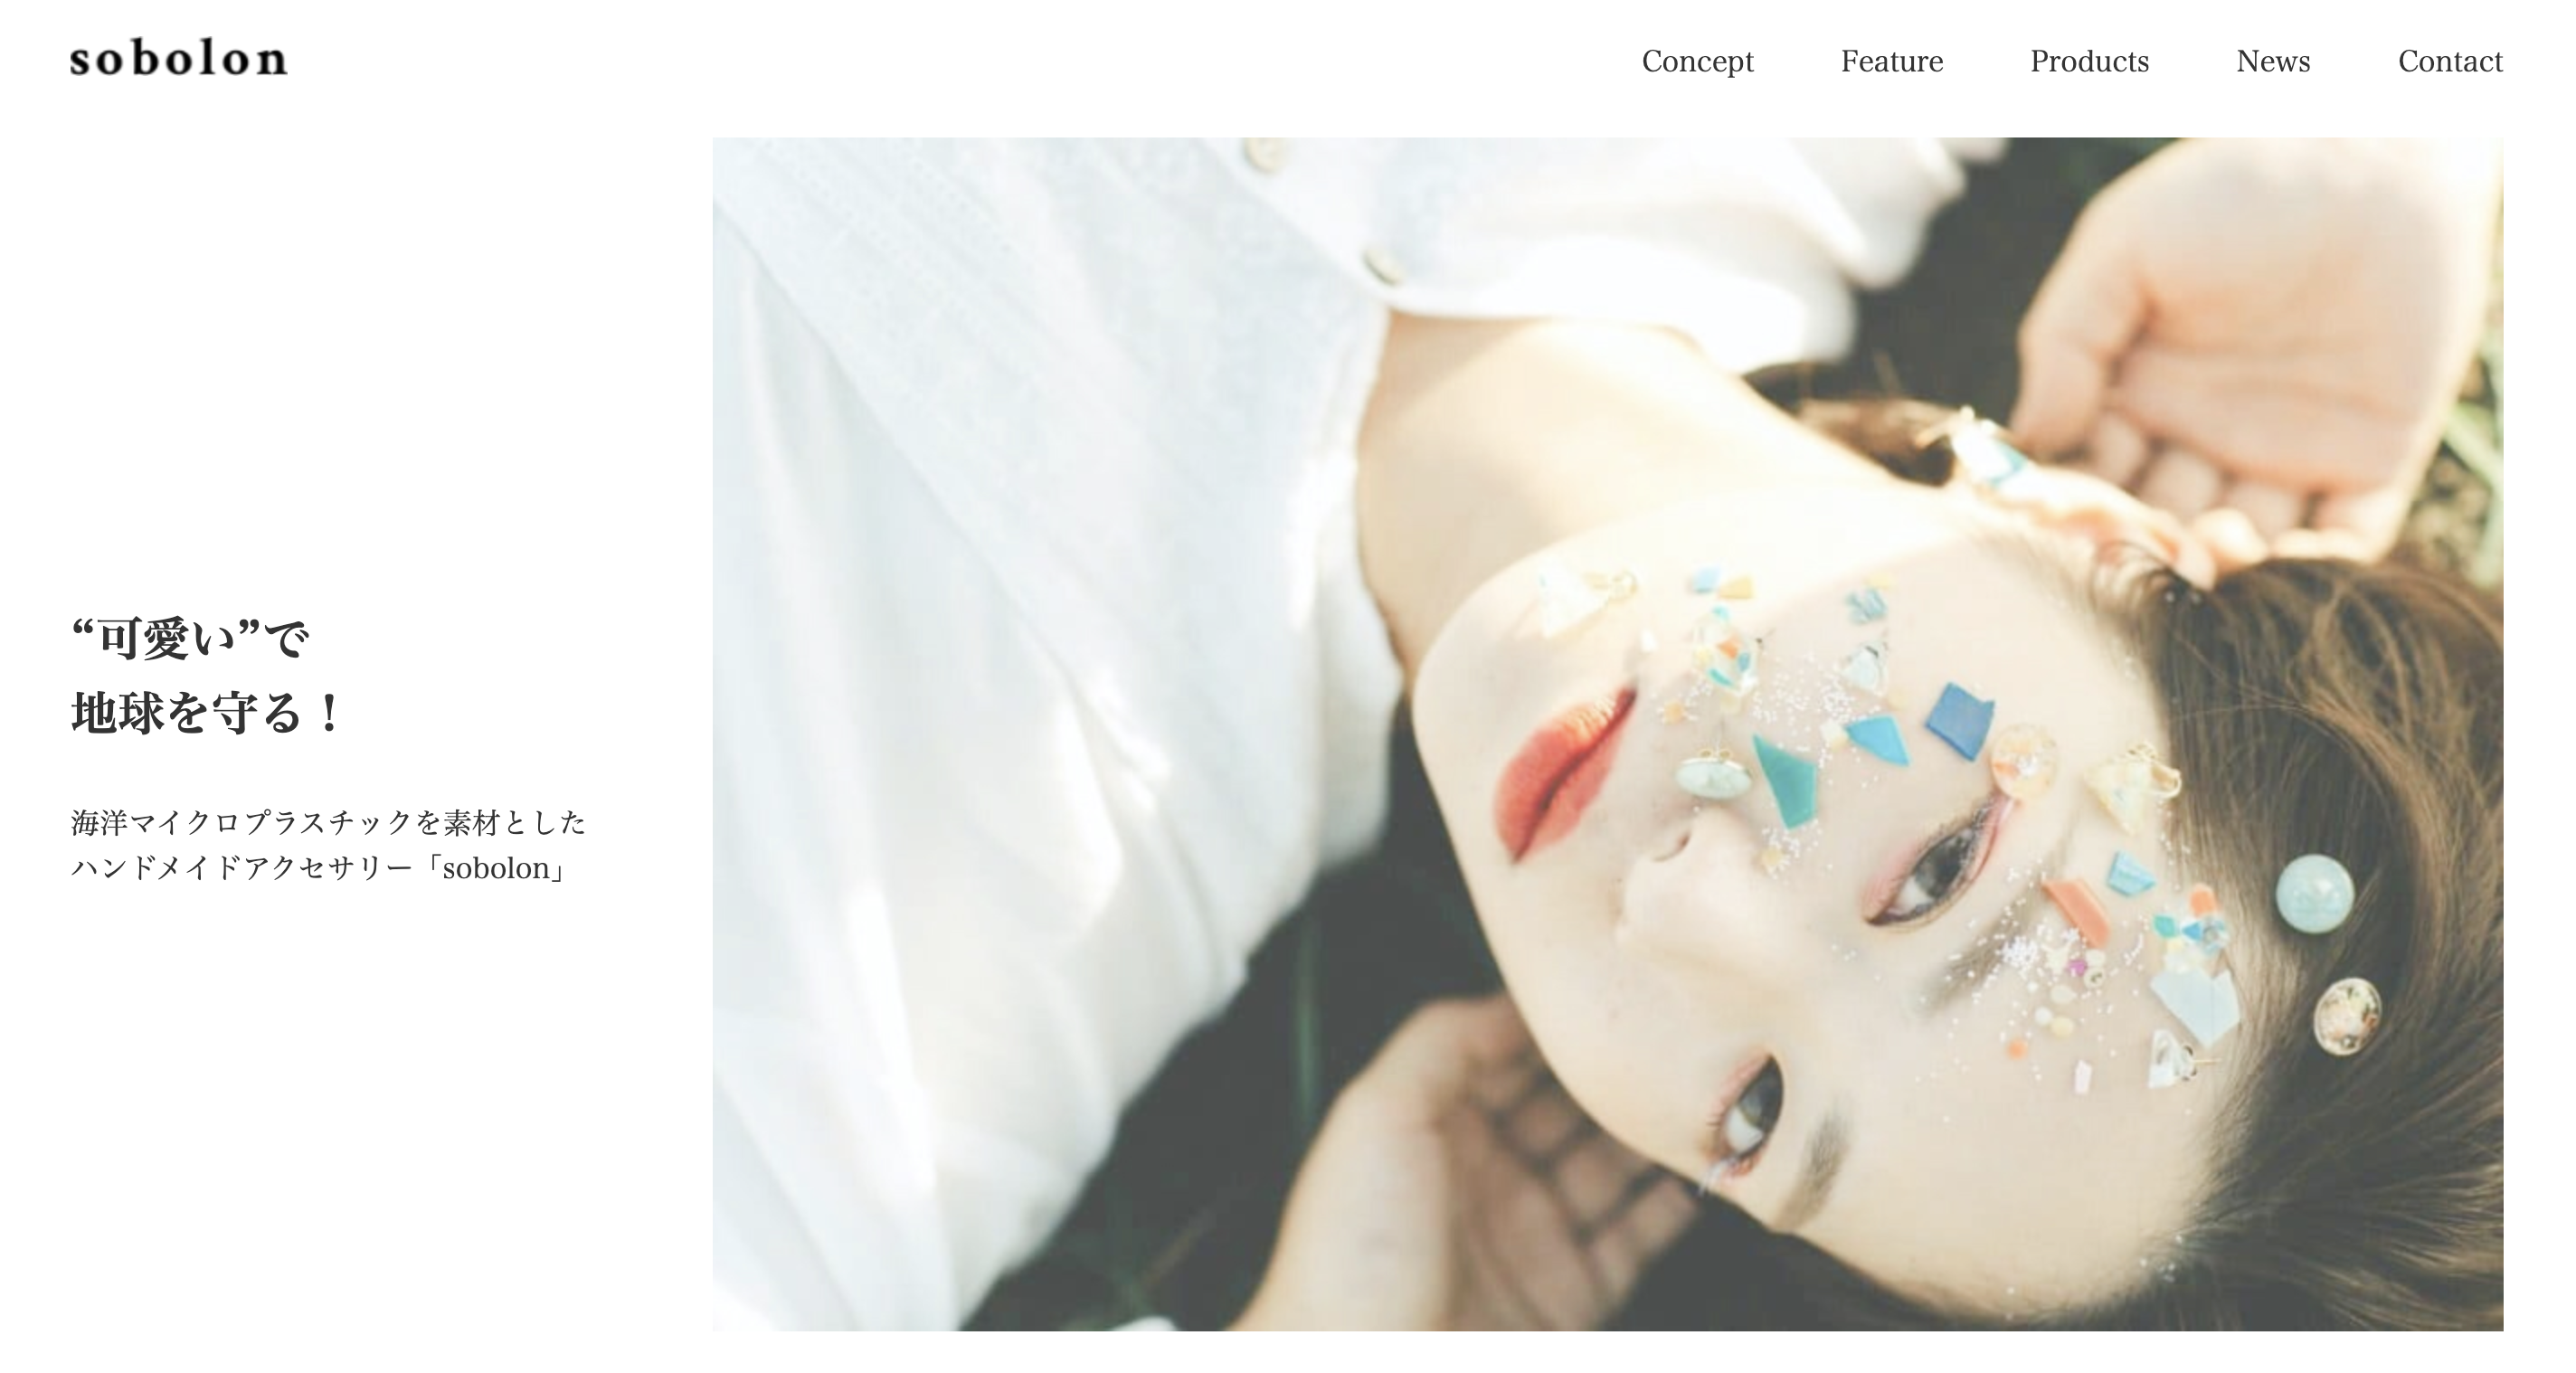 sobolon
Concept Feature Products News Contact
“可愛い”で
地球を守る！
海洋マイクロプラスチックを素材とした
ハンドメイドアクセサリー「sobolon」